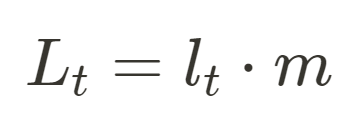 L_t = l_t · m